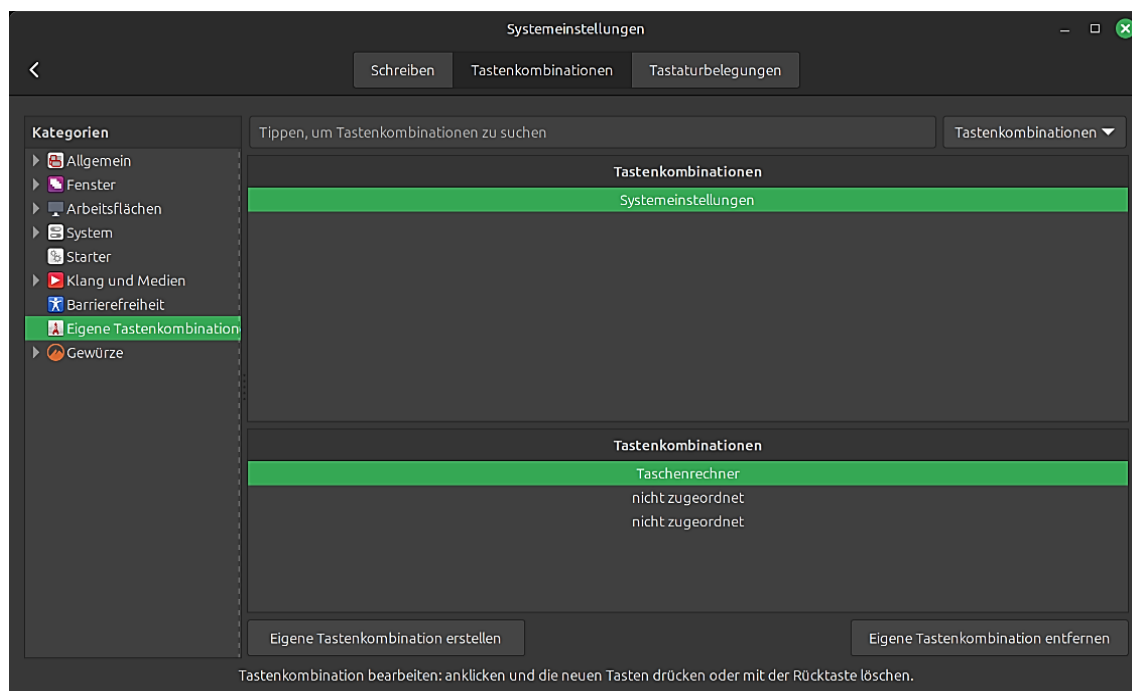 Systemeinstellungen
Schreiben Tastenkombinationen Tastaturbelegungen
Kategorien
Allgemein
Fenster
Arbeitsflächen
System
Starter
Klang und Medien
Barrierefreiheit
Eigene Tastenkombination
Gewürze
Tippen, um Tastenkombinationen zu suchen
Tastenkombinationen
Tastenkombinationen
Systemeinstellungen
Tastenkombinationen
Taschenrechner
nicht zugeordnet
nicht zugeordnet
Eigene Tastenkombination erstellen
Eigene Tastenkombination entfernen
Tastenkombination bearbeiten: anklicken und die neuen Tasten drücken oder mit der Rücktaste löschen.